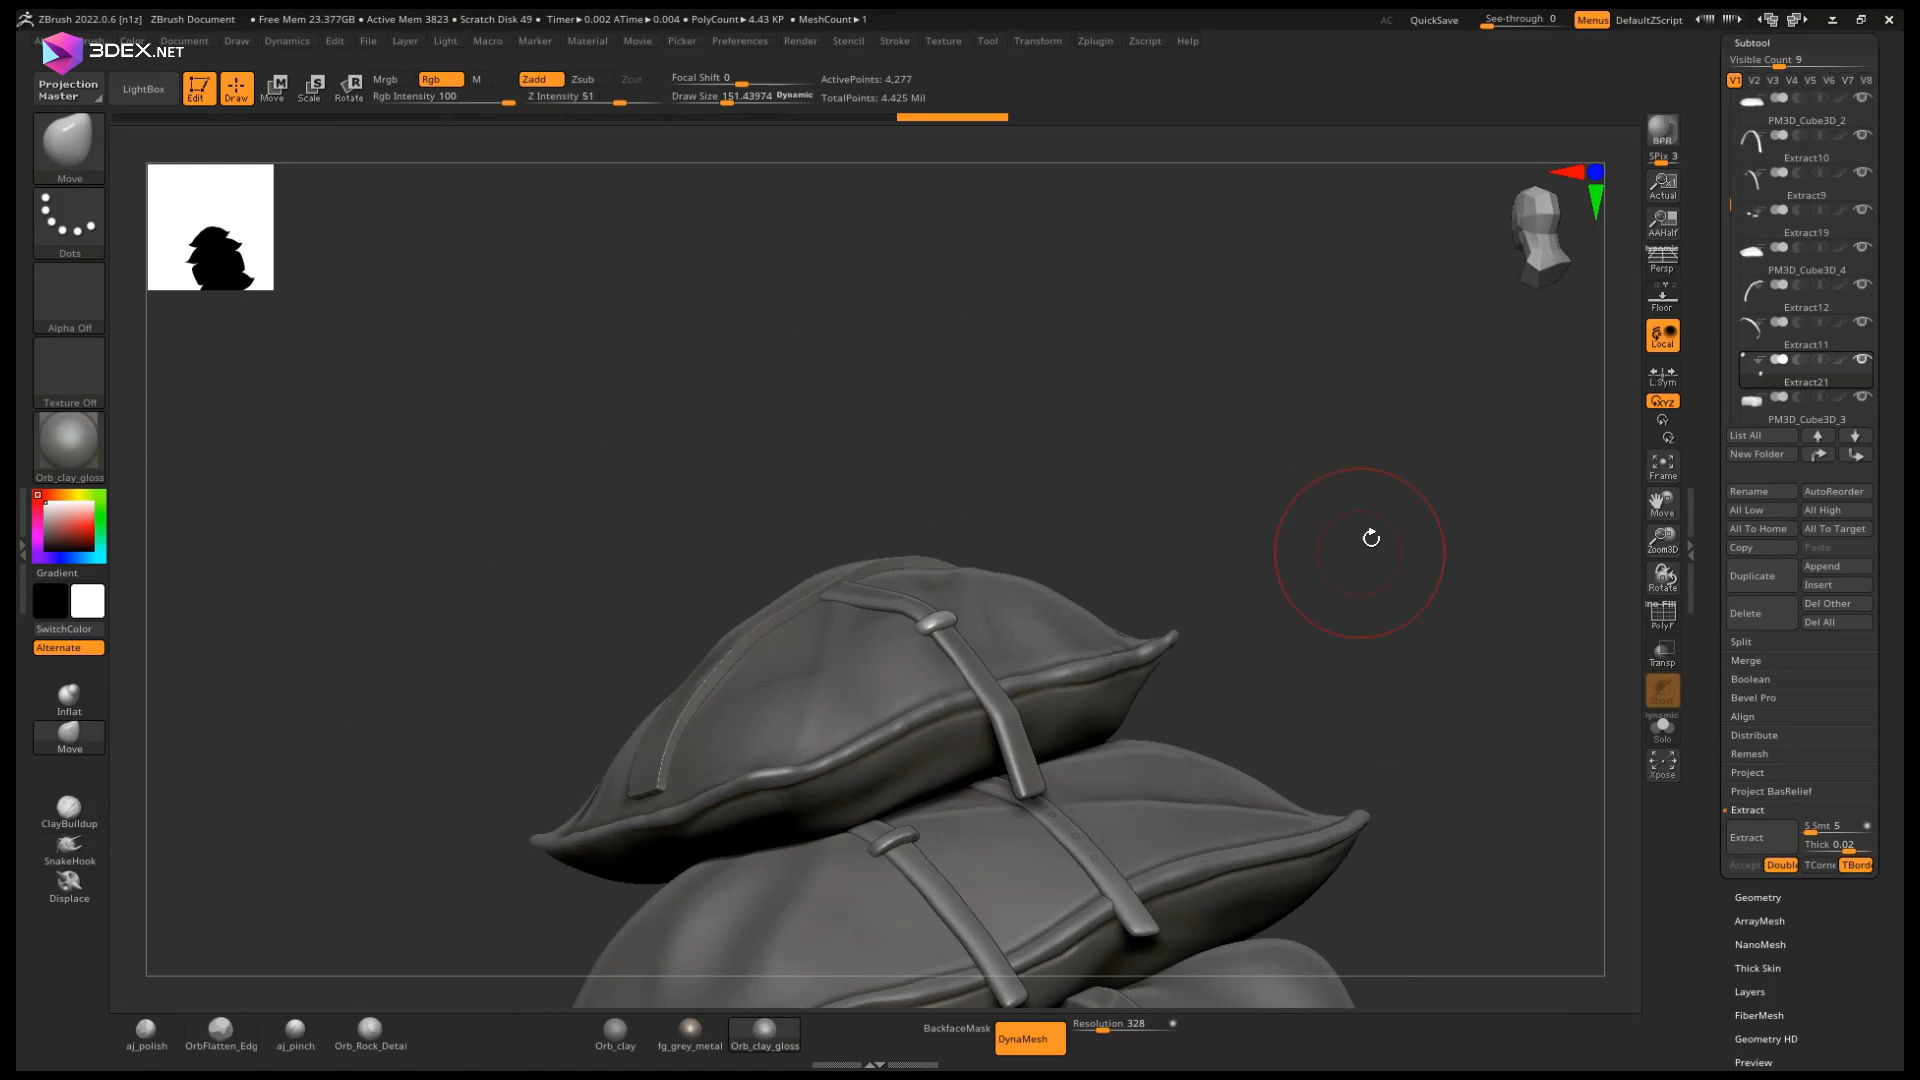 ZBrush 2022.0.6 [n1z] ZBrush Document • Free Mem 23.377GB • Active Mem 3823 • Scratch Disk 49 • Timer▶0.002 ATime▶0.004 • PolyCount▶4.43 KP • MeshCount▶1 AC QuickSave See-through 0 Menus DefaultZScript
3DEX.NET
Color Document Draw Dynamics Edit File Layer Light Macro Marker Material Movie Picker Preferences Render Stencil Stroke Texture Tool Transform Zplugin Zscript Help
Projection Master
LightBox
Edit
Draw
Move
Scale
Rotate
Mrgb
Rgb
M
Rgb Intensity 100
Zadd
Zsub
Zcut
Z Intensity 51
Focal Shift 0
Draw Size 151.43974 Dynamic
ActivePoints: 4,277
TotalPoints: 4.425 Mil
Move
Dots
Alpha Off
Texture Off
Orb_clay_gloss
Gradient
SwitchColor
Alternate
Inflat
Move
ClayBuildup
SnakeHook
Displace
BPR
SPix 3
Actual
AAHalf
Dynamic
Persp
Floor
Local
L.Sym
XYZ
Frame
Move
Zoom3D
Rotate
PolyF
Transp
Ghost
Dynamic
Solo
Xpose
Subtool
Visible Count 9
V1 V2 V3 V4 V5 V6 V7 V8
PM3D_Cube3D_2
Extract10
Extract9
Extract19
PM3D_Cube3D_4
Extract12
Extract11
Extract21
PM3D_Cube3D_3
List All
New Folder
Rename AutoReorder
All Low All High
All To Home All To Target
Copy Paste
Duplicate Append
Insert
Delete Del Other
Del All
Split
Merge
Boolean
Bevel Pro
Align
Distribute
Remesh
Project
Project BasRelief
Extract
Extract S Smt 5
Thick 0.02
Accept Doubl TCorne TBord
Geometry
ArrayMesh
NanoMesh
Thick Skin
Layers
FiberMesh
Geometry HD
Preview
aj_polish
OrbFlatten_Edg
aj_pinch
Orb_Rock_Detai
Orb_clay
fg_grey_metal
Orb_clay_gloss
BackfaceMask
DynaMesh
Resolution 328